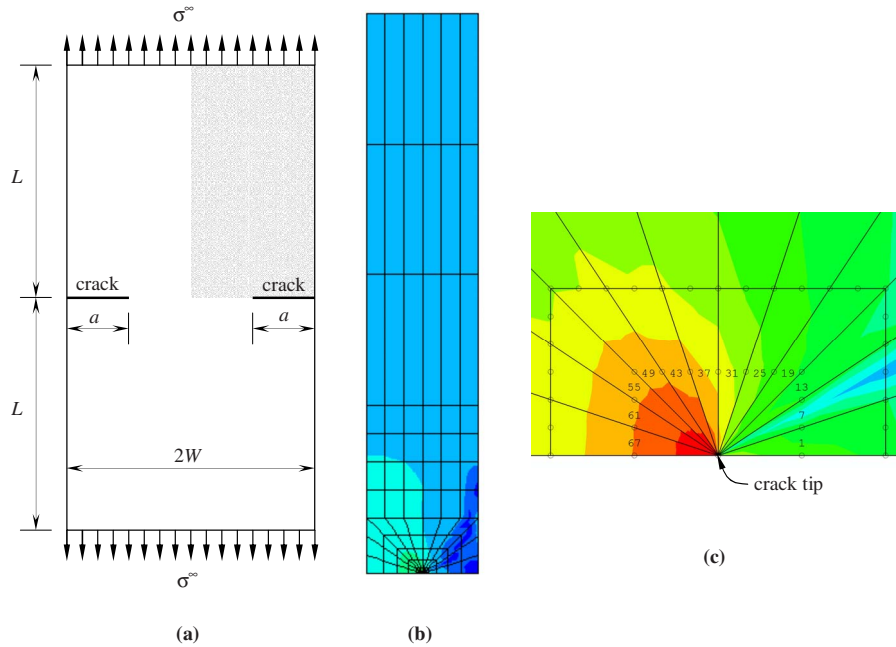 σ∞
L
crack
crack
a
a
L
2W
σ∞
(a)
(b)
49 43 37 31 25 19
55
13
61
7
67
1
crack tip
(c)